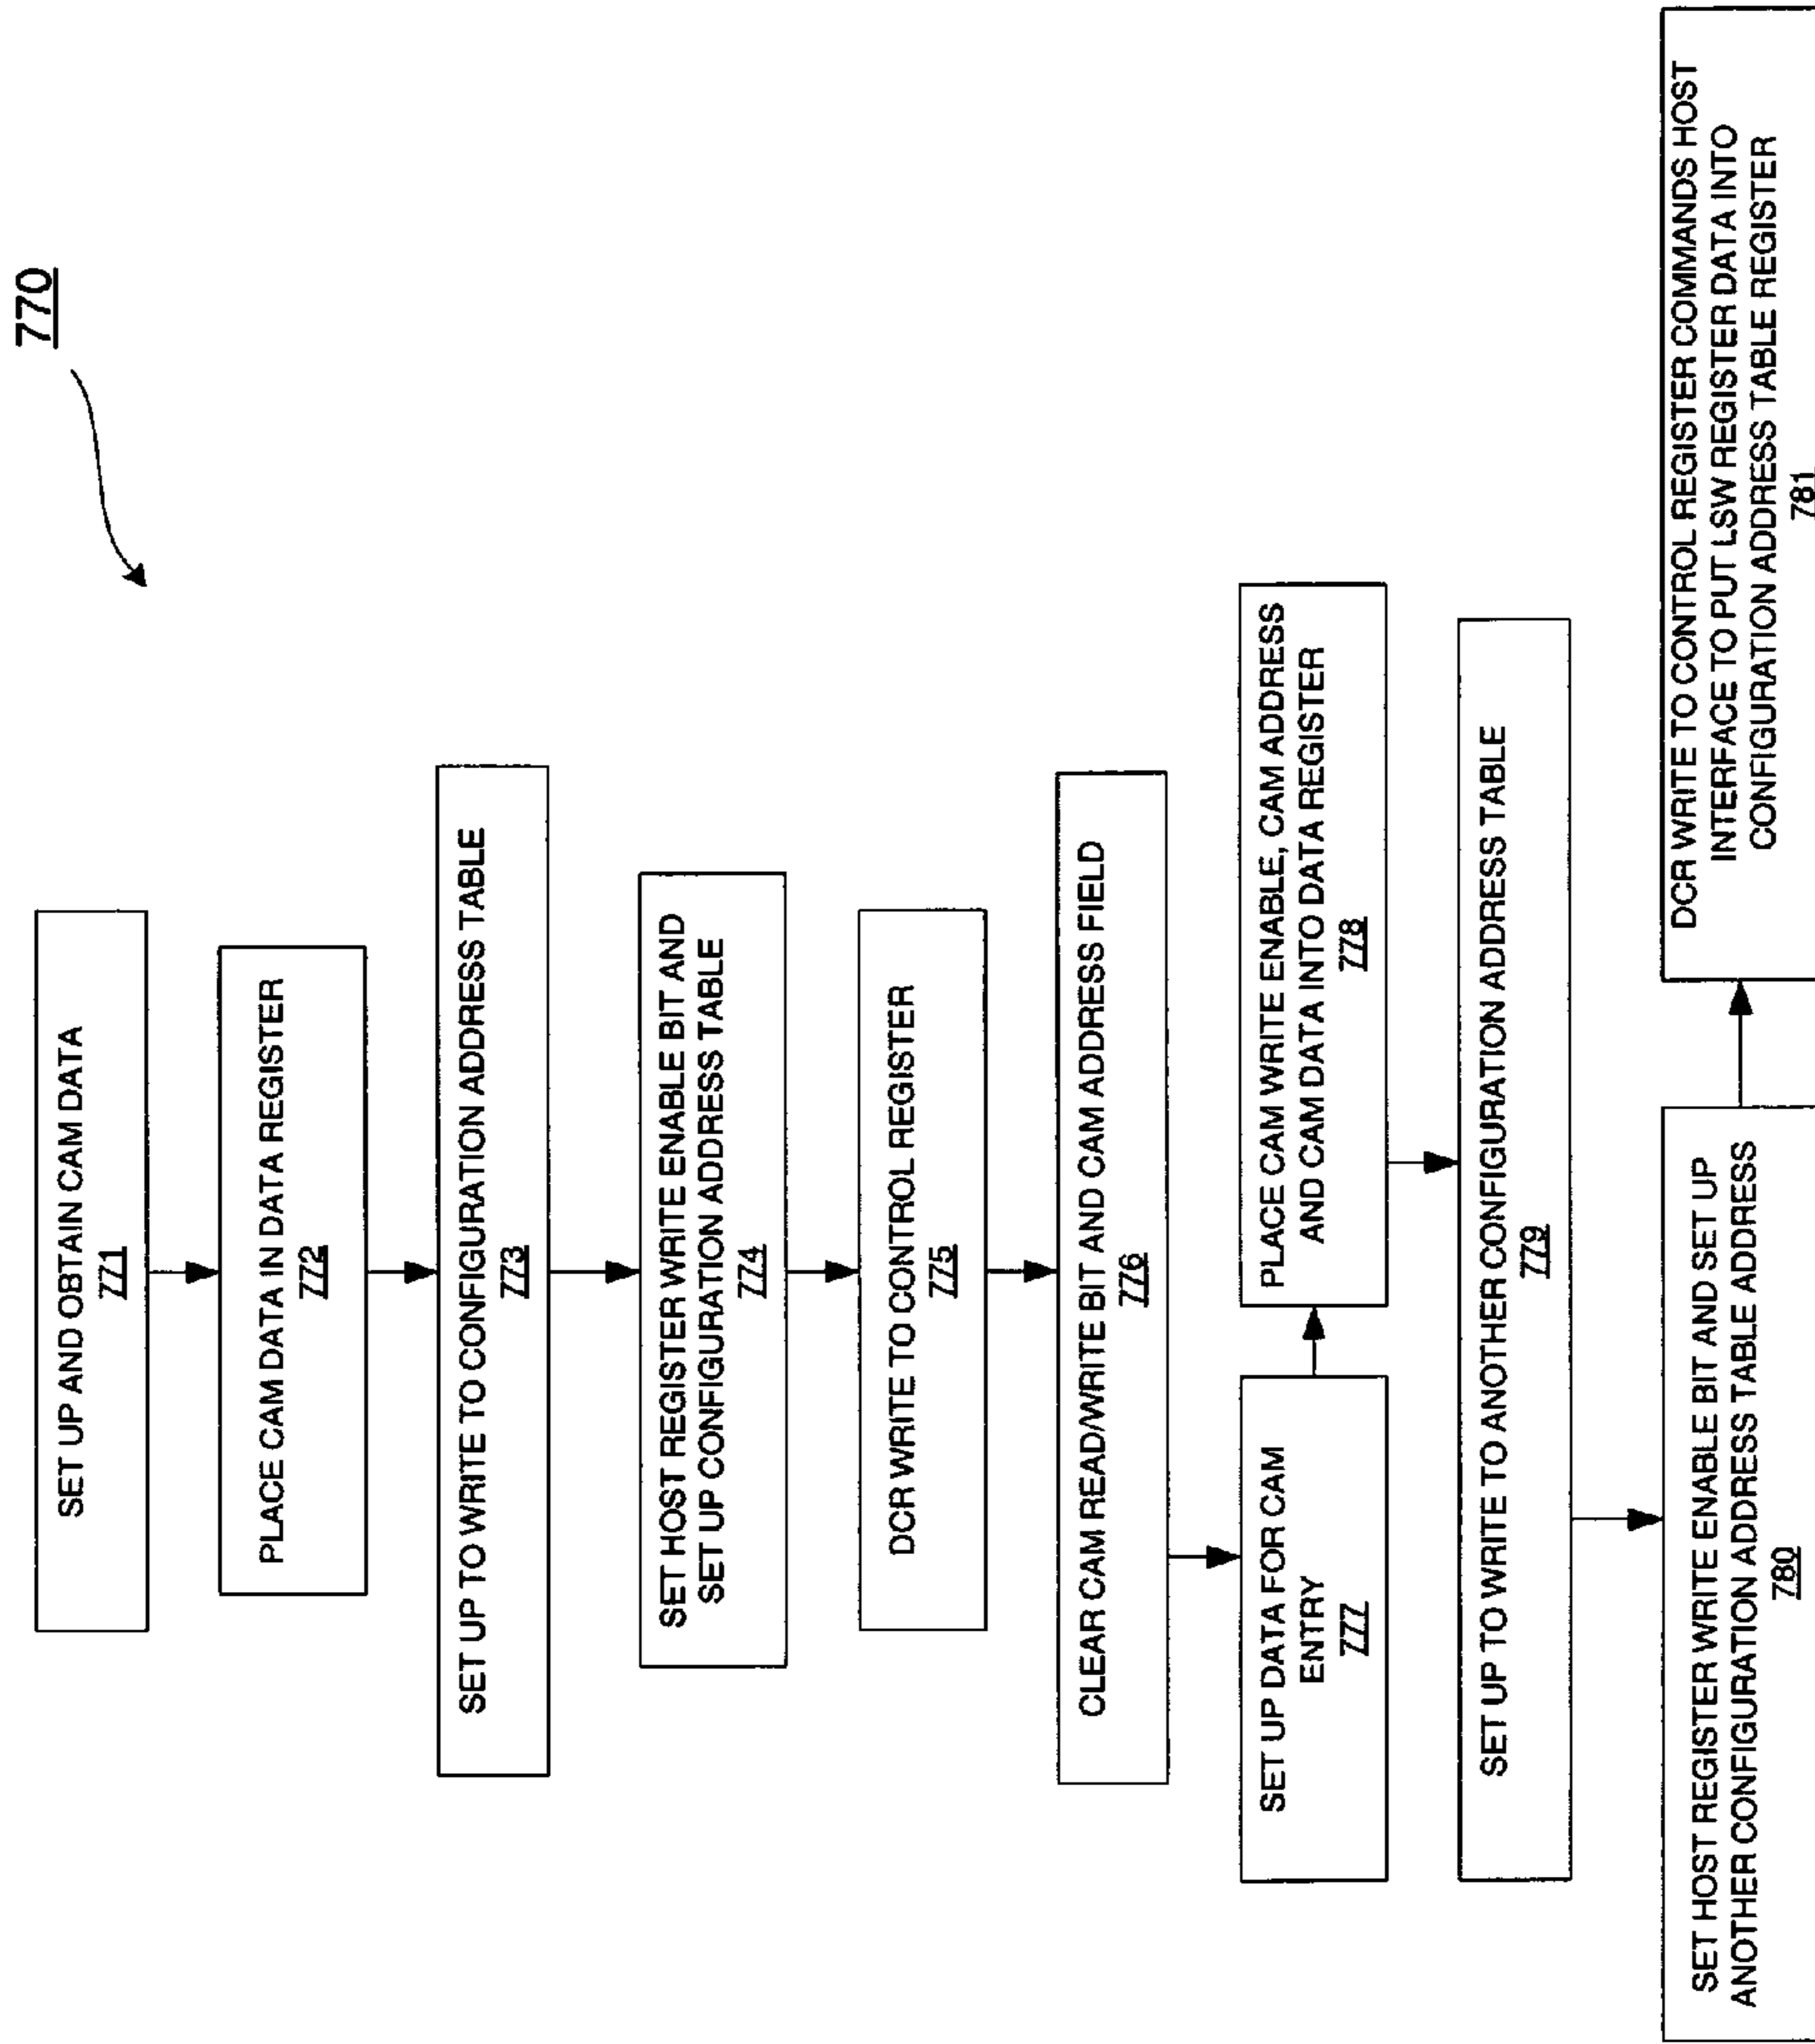 770
SET UP AND OBTAIN CAM DATA
771
PLACE CAM DATA IN DATA REGISTER
772
SET UP TO WRITE TO CONFIGURATION ADDRESS TABLE
773
SET HOST REGISTER WRITE ENABLE BIT AND
SET UP CONFIGURATION ADDRESS TABLE
774
DCR WRITE TO CONTROL REGISTER
775
CLEAR CAM READ/WRITE BIT AND CAM ADDRESS FIELD
776
SET UP DATA FOR CAM
ENTRY
777
PLACE CAM WRITE ENABLE, CAM ADDRESS
AND CAM DATA INTO DATA REGISTER
778
SET UP TO WRITE TO ANOTHER CONFIGURATION ADDRESS TABLE
779
SET HOST REGISTER WRITE ENABLE BIT AND SET UP
ANOTHER CONFIGURATION ADDRESS TABLE ADDRESS
780
DCR WRITE TO CONTROL REGISTER COMMANDS HOST
INTERFACE TO PUT LSW REGISTER DATA INTO
CONFIGURATION ADDRESS TABLE REGISTER
781